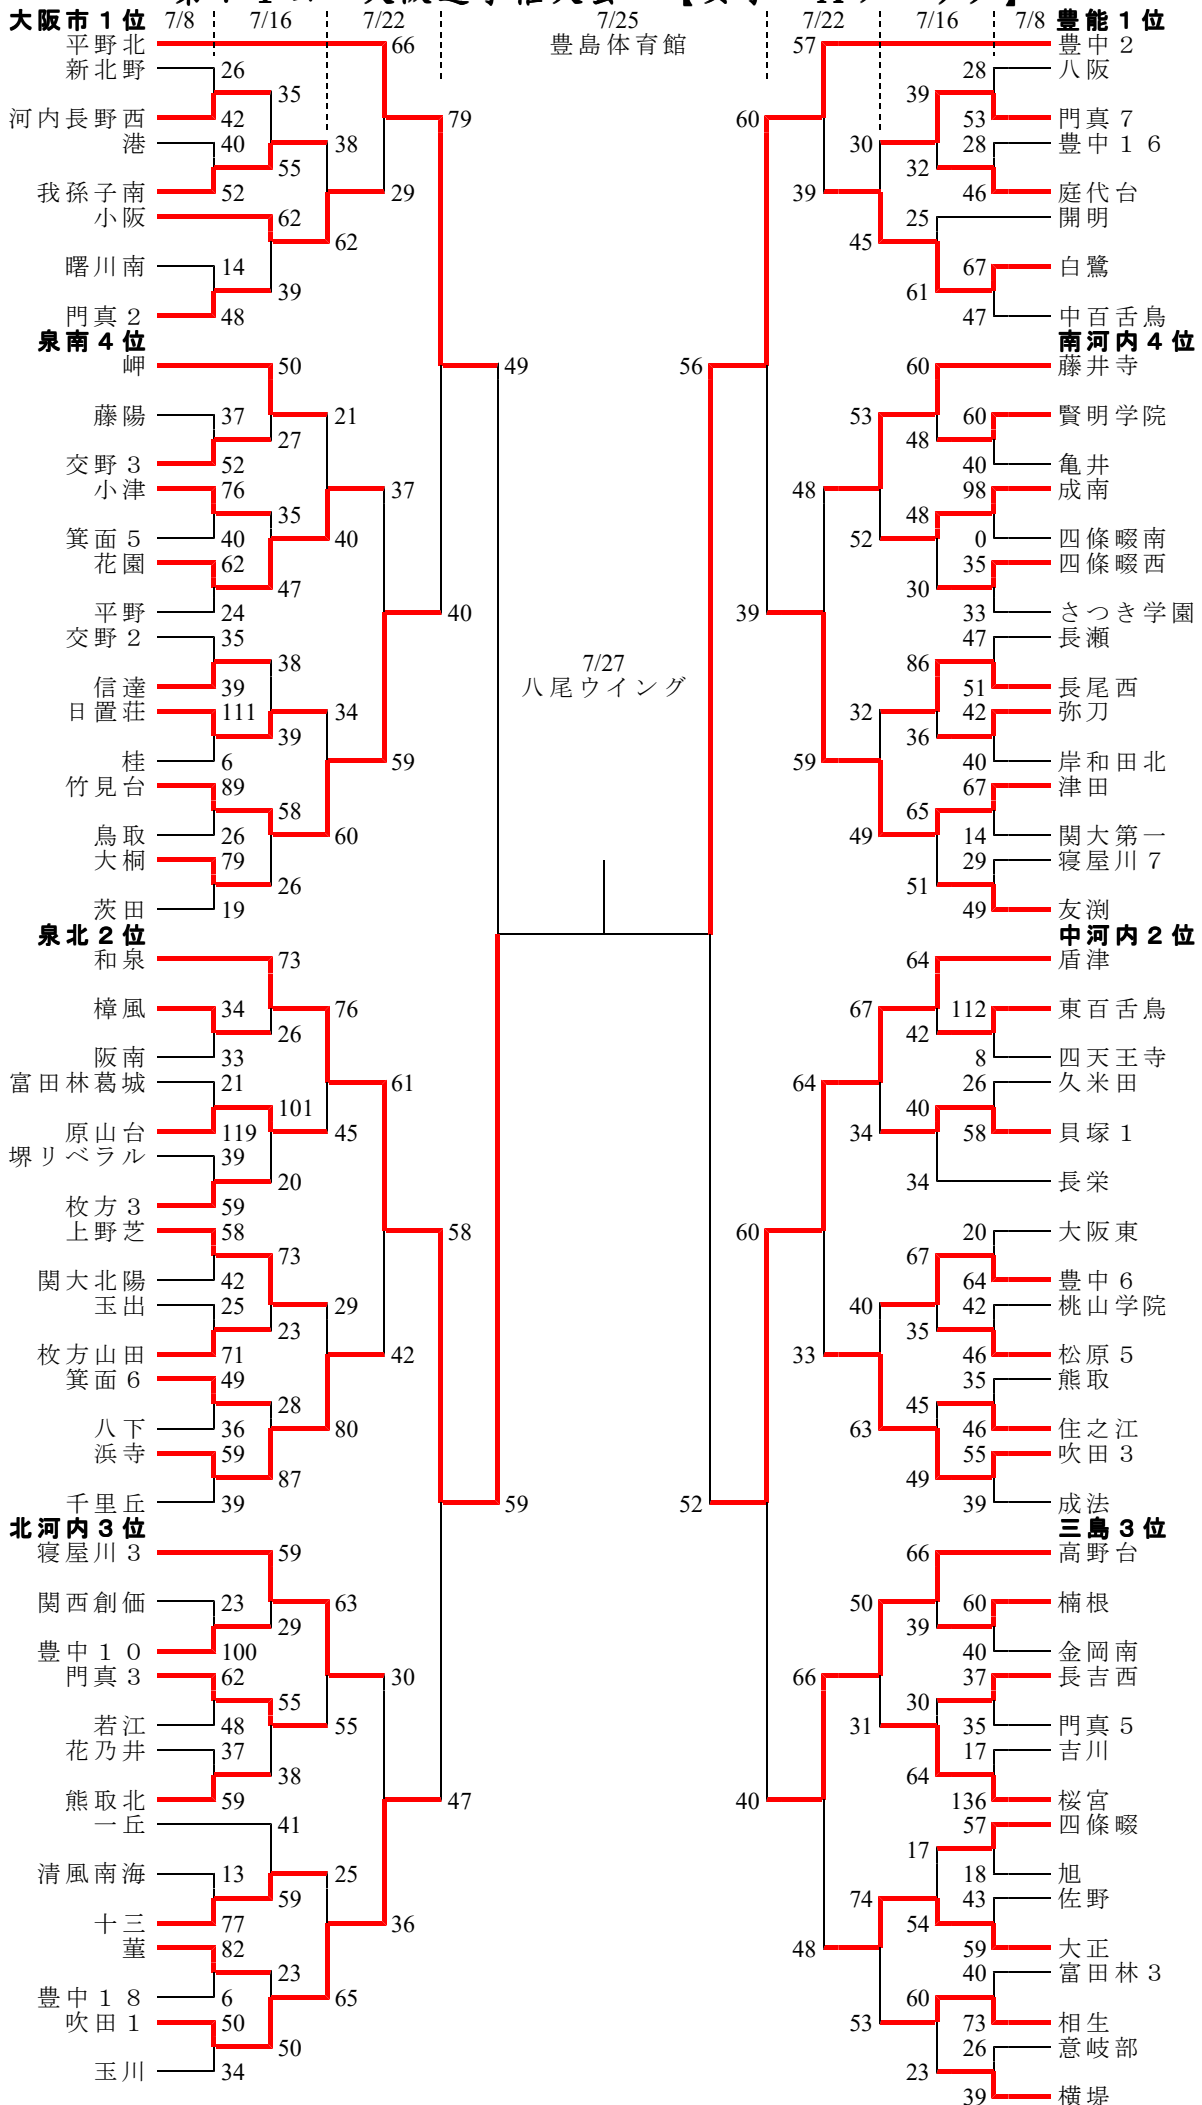 7/8 7/16 7/22 7/25 7/22 7/16 7/8
豊島体育館
7/27
八尾ウイング
大阪市1位
平野北 66
新北野 26
35
河内長野西 42
79
港 40
38
55
我孫子南 52
29
小阪 62
62
曙川南 14
39
門真2 48
泉南4位
岬 50
49
藤陽 37
21
27
交野3 52
小津 76
37
35
箕面5 40
40
花園 62
47
平野 24
40
交野2 35
38
信達 39
日置荘 111
34
39
桂 6
59
竹見台 89
58
鳥取 26
60
大桐 79
26
茨田 19
泉北2位
和泉 73
樟風 34
76
26
阪南 33
富田林葛城 21
61
101
原山台 119
45
堺リベラル 39
20
枚方3 59
上野芝 58
58
73
関大北陽 42
玉出 25
29
23
枚方山田 71
42
箕面6 49
28
八下 36
80
浜寺 59
87
千里丘 39
59
北河内3位
寝屋川3 59
関西創価 23
63
29
豊中10 100
門真3 62
30
55
若江 48
55
花乃井 37
38
熊取北 59
47
一丘 41
清風南海 13
25
59
十三 77
36
菫 82
23
豊中18 6
65
吹田1 50
50
玉川 34
豊能1位
57 豊中2
28 八阪
39
53 門真7
60
28 豊中16
30
32
46 庭代台
39
25 開明
45
67 白鷺
61
47 中百舌鳥
南河内4位
60 藤井寺
56
60 賢明学院
53
48
40 亀井
98 成南
48
48
0 四條畷南
52
35 四條畷西
30
33 さつき学園
39
47 長瀬
86
51 長尾西
42 弥刀
32
36
40 岸和田北
59
67 津田
65
14 関大第一
49
29 寝屋川7
51
49 友渕
中河内2位
64 盾津
112 東百舌鳥
67
42
8 四天王寺
26 久米田
64
40
58 貝塚1
34
34 長栄
20 大阪東
60
67
64 豊中6
42 桃山学院
40
35
46 松原5
33
35 熊取
45
46 住之江
63
55 吹田3
49
39 成法
52
三島3位
66 高野台
60 楠根
50
39
40 金岡南
37 長吉西
66
30
35 門真5
31
17 吉川
64
136 桜宮
40
57 四條畷
17
18 旭
43 佐野
74
54
59 大正
48
40 富田林3
60
73 相生
53
26 意岐部
23
39 横堤